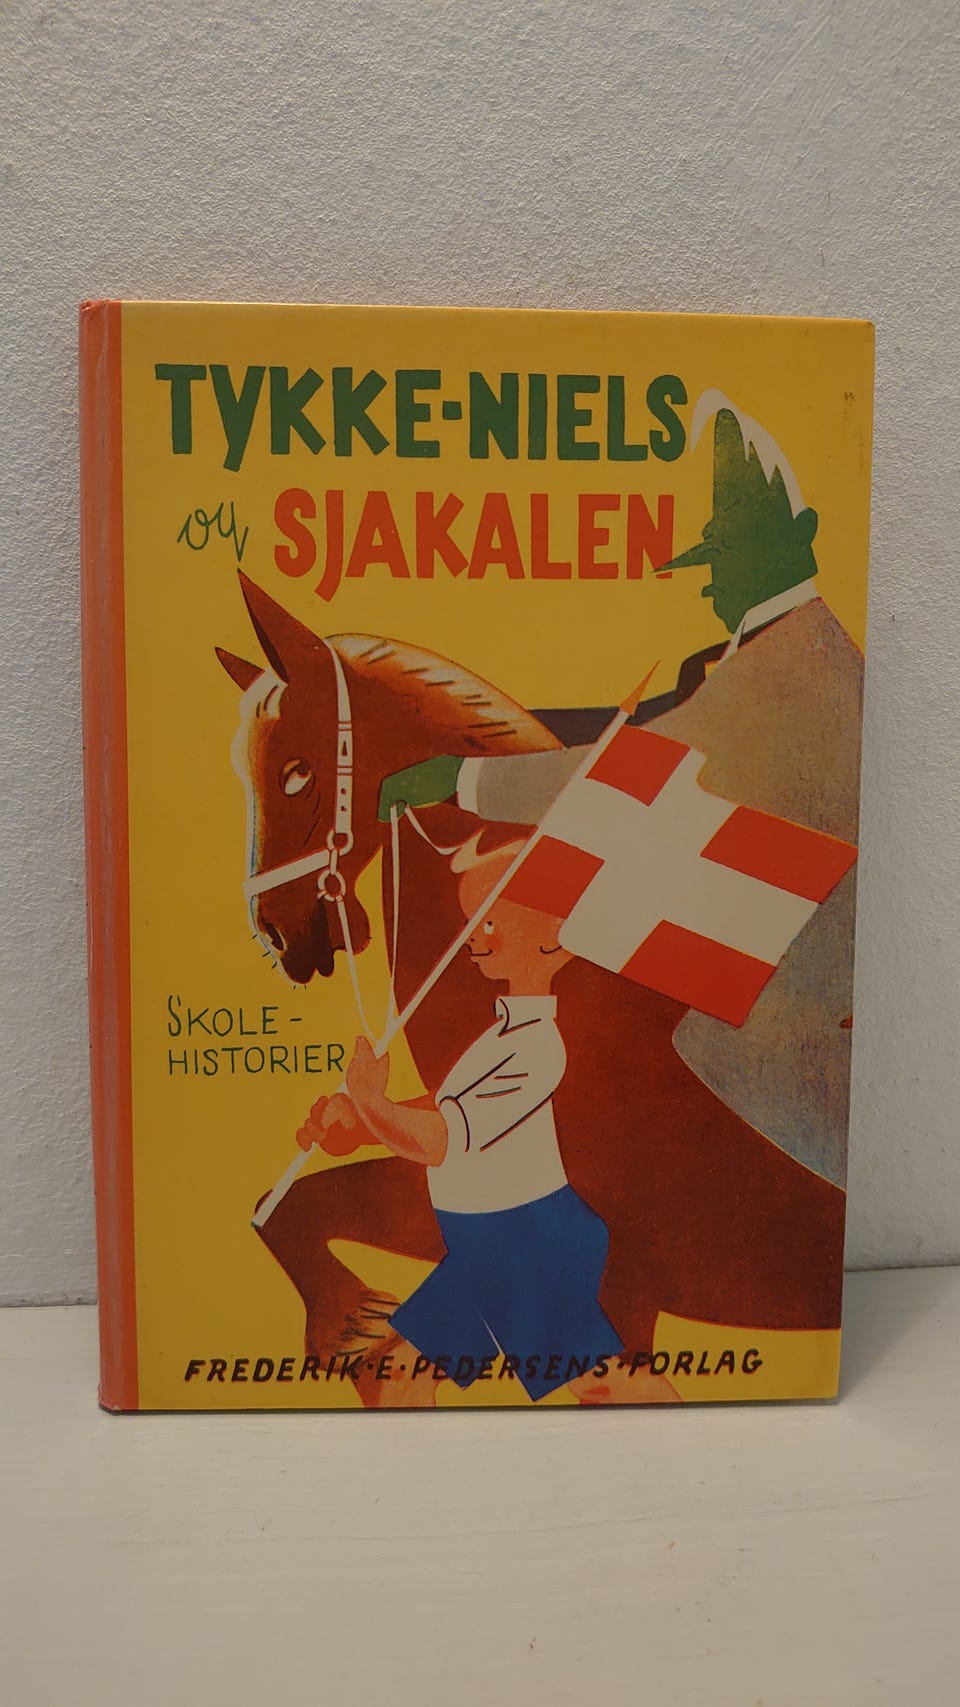 TYKKE-NIELS
og SJAKALEN
SKOLE-
HISTORIER
FREDERIK·E·PEDERSENS·FORLAG